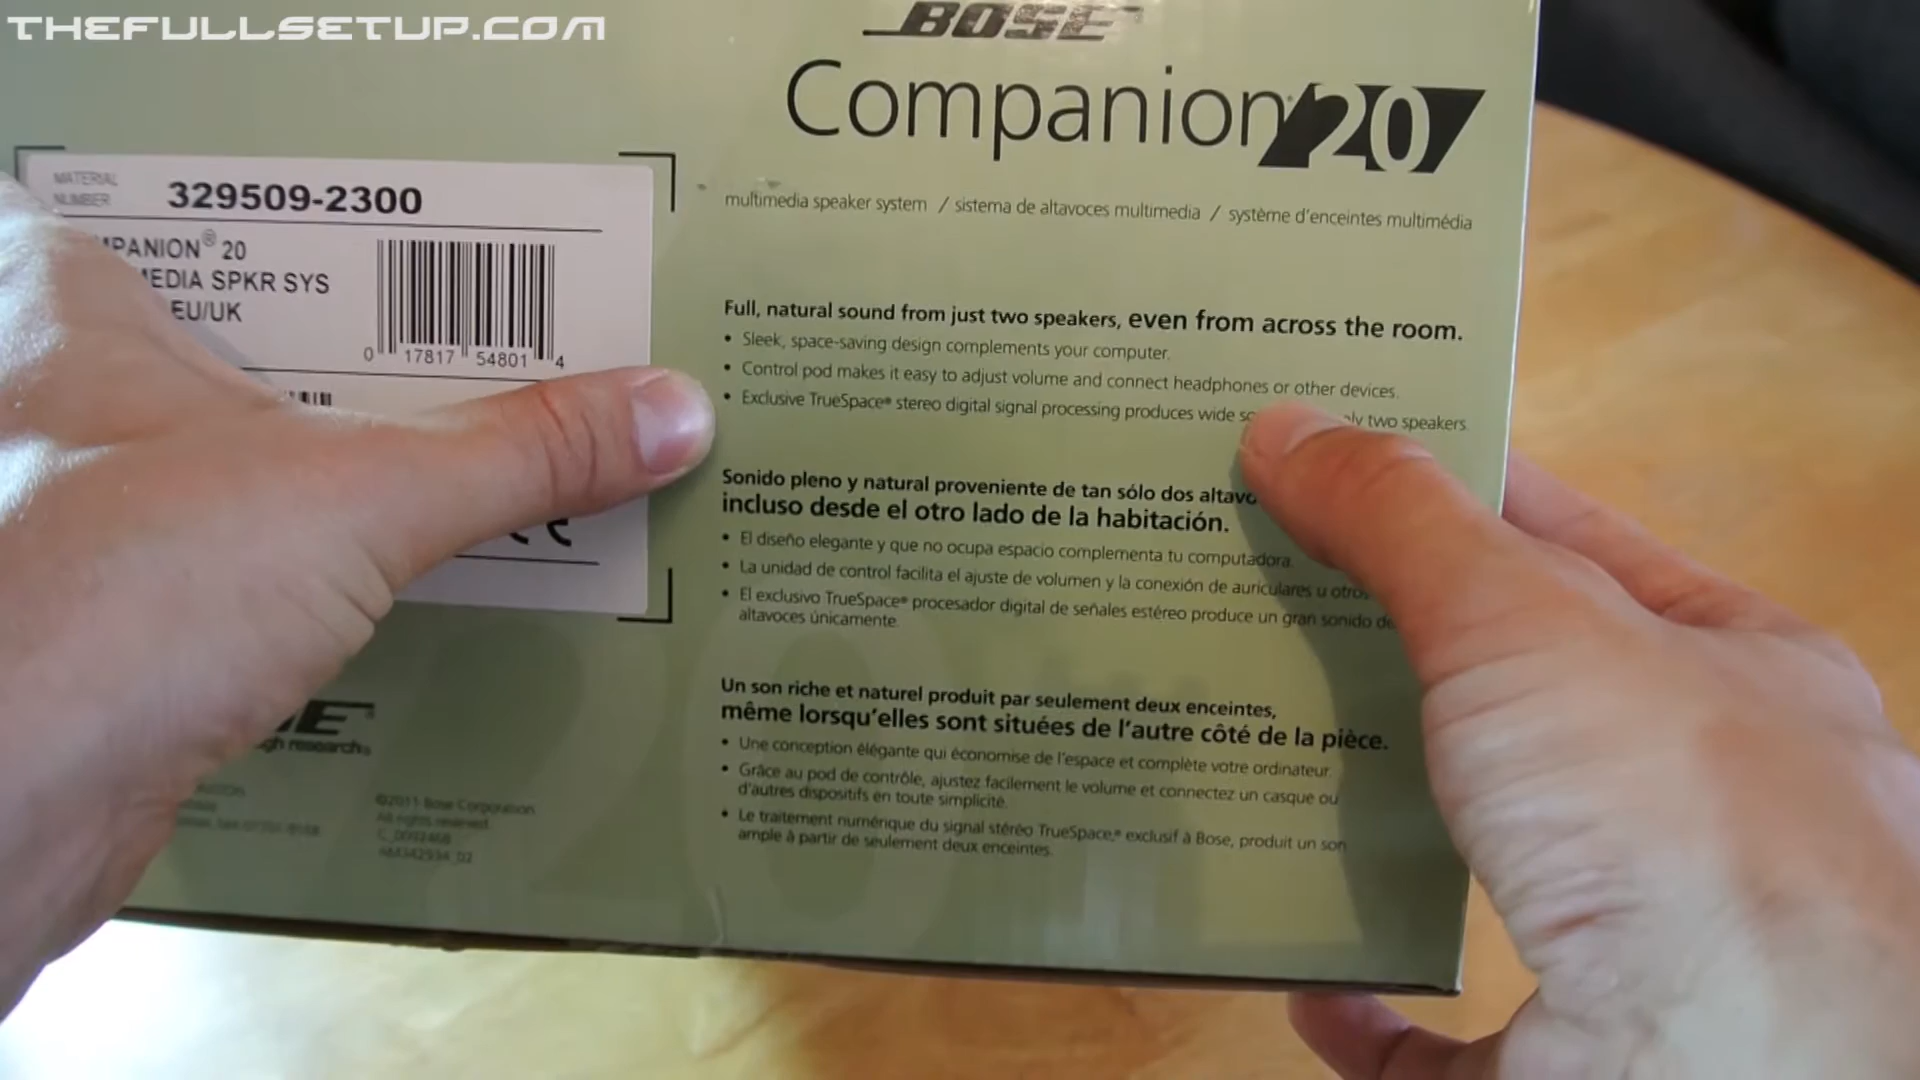 THEFULLSETUP.COM
BOSE
Companion 20
multimedia speaker system / sistema de altavoces multimedia / système d'enceintes multimédia
MATERIAL
NUMBER
329509-2300
PANION® 20
EDIA SPKR SYS
EU/UK
0 17817 54801 4
CE
Full, natural sound from just two speakers, even from across the room.
• Sleek, space-saving design complements your computer.
• Control pod makes it easy to adjust volume and connect headphones or other devices.
• Exclusive TrueSpace® stereo digital signal processing produces wide two speakers.
Sonido pleno y natural proveniente de tan sólo dos
incluso desde el otro lado de la habitación.
• El diseño elegante y que no ocupa espacio complementa tu computadora.
• La unidad de control facilita el ajuste de volumen y la conexión de auriculares u otros
• El exclusivo TrueSpace® procesador digital de señales estéreo produce un gran sonido de
altavoces únicamente.
Un son riche et naturel produit par seulement deux enceintes,
même lorsqu'elles sont situées de l'autre côté de la pièce.
• Une conception élégante qui économise de l'espace et complète votre ordinateur.
• Grâce au pod de contrôle, ajustez facilement le volume et connectez un casque ou
d'autres dispositifs en toute simplicité.
• Le traitement numérique du signal stéréo TrueSpace,® exclusif à Bose, produit un son
ample à partir de seulement deux enceintes.
research®
©2011 Bose Corporation
All rights reserved.